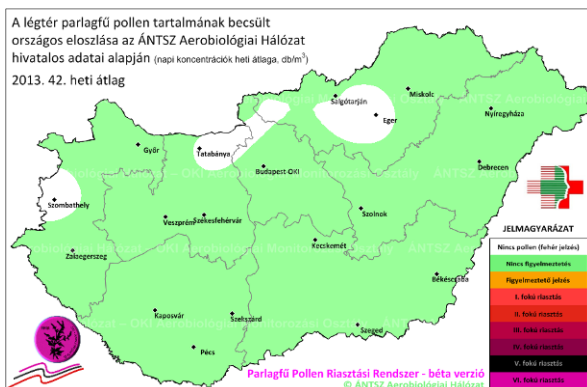 A légtér parlagfű pollen tartalmának becsült
országos eloszlása az ÁNTSZ Aerobiológiai Hálózat
hivatalos adatai alapján (napi koncentrációk heti átlaga, db/m³)
2013. 42. heti átlag
Salgótarján
Miskolc
Eger
Nyíregyháza
Győr
Tatabánya
Budapest-OKI
Debrecen
Szombathely
Veszprém
Székesfehérvár
Szolnok
Zalaegerszeg
Kecskemét
Békéscsaba
Kaposvár
Szekszárd
Szeged
Pécs
JELMAGYARÁZAT
Nincs pollen (fehér jelzés)
Nincs figyelmeztetés
Figyelmeztető jelzés
I. fokú riasztás
II. fokú riasztás
III. fokú riasztás
IV. fokú riasztás
V. fokú riasztás
VI. fokú riasztás
Parlagfű Pollen Riasztási Rendszer - béta verzió
© ÁNTSZ Aerobiológiai Hálózat